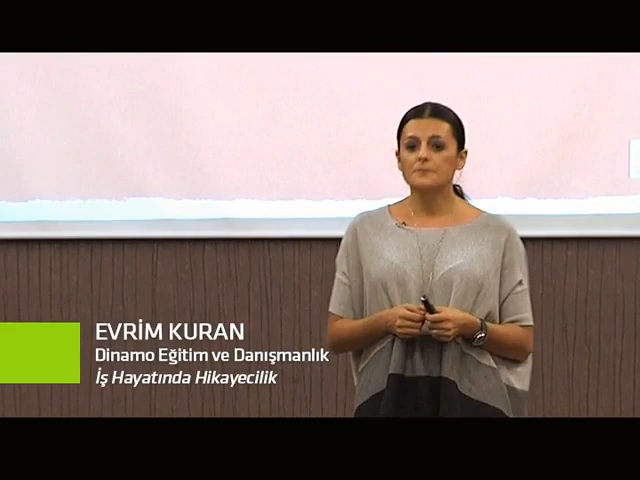 EVRİM KURAN
Dinamo Eğitim ve Danışmanlık
İş Hayatında Hikayecilik